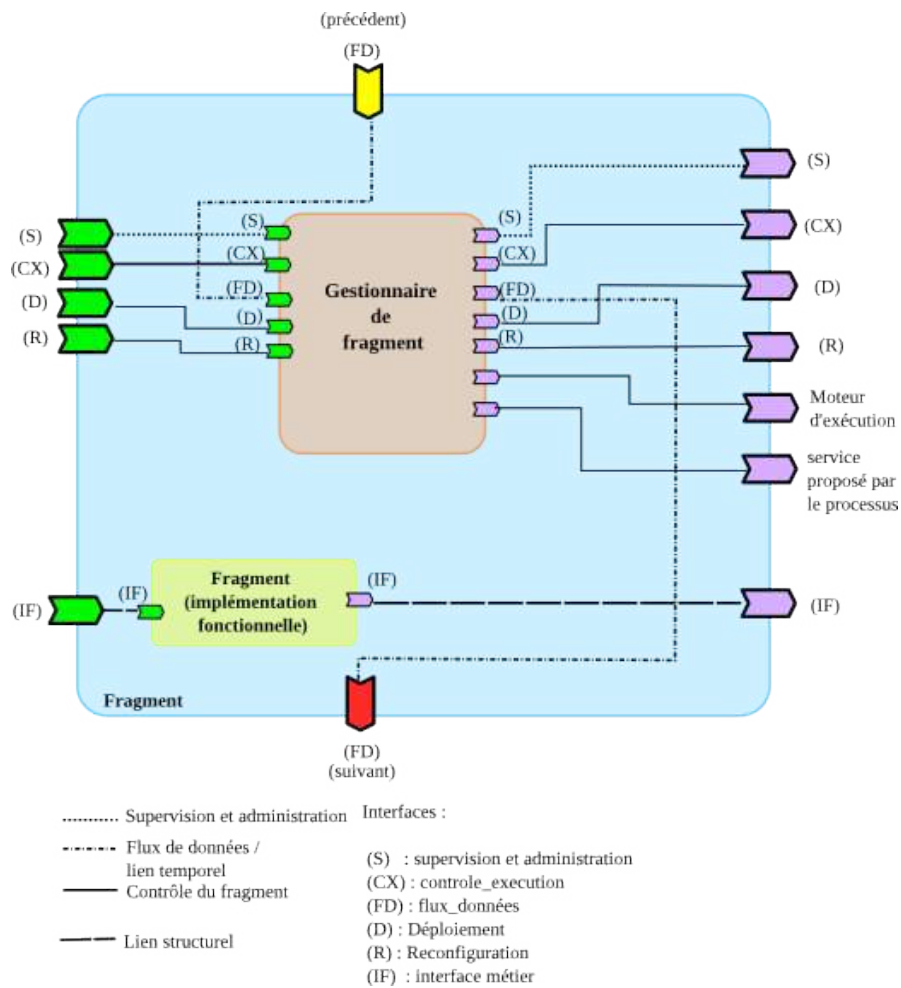 (précédent)
(FD)
(S)
(S)
(S)
(S)
(CX)
(CX)
(CX)
(CX)
(D)
(FD)
(FD)
(D)
(D)
(D)
(R)
(R)
(R)
(R)
Gestionnaire
de
fragment
Moteur
d'exécution
service
proposé par
le processus
Fragment
(implémentation
fonctionnelle)
(IF)
(IF)
(IF)
(IF)
Fragment
(FD)
(suivant)
Supervision et administration
Flux de données /
lien temporel
Contrôle du fragment
Lien structurel
Interfaces :
(S) : supervision et administration
(CX) : controle_execution
(FD) : flux_données
(D) : Déploiement
(R) : Reconfiguration
(IF) : interface métier